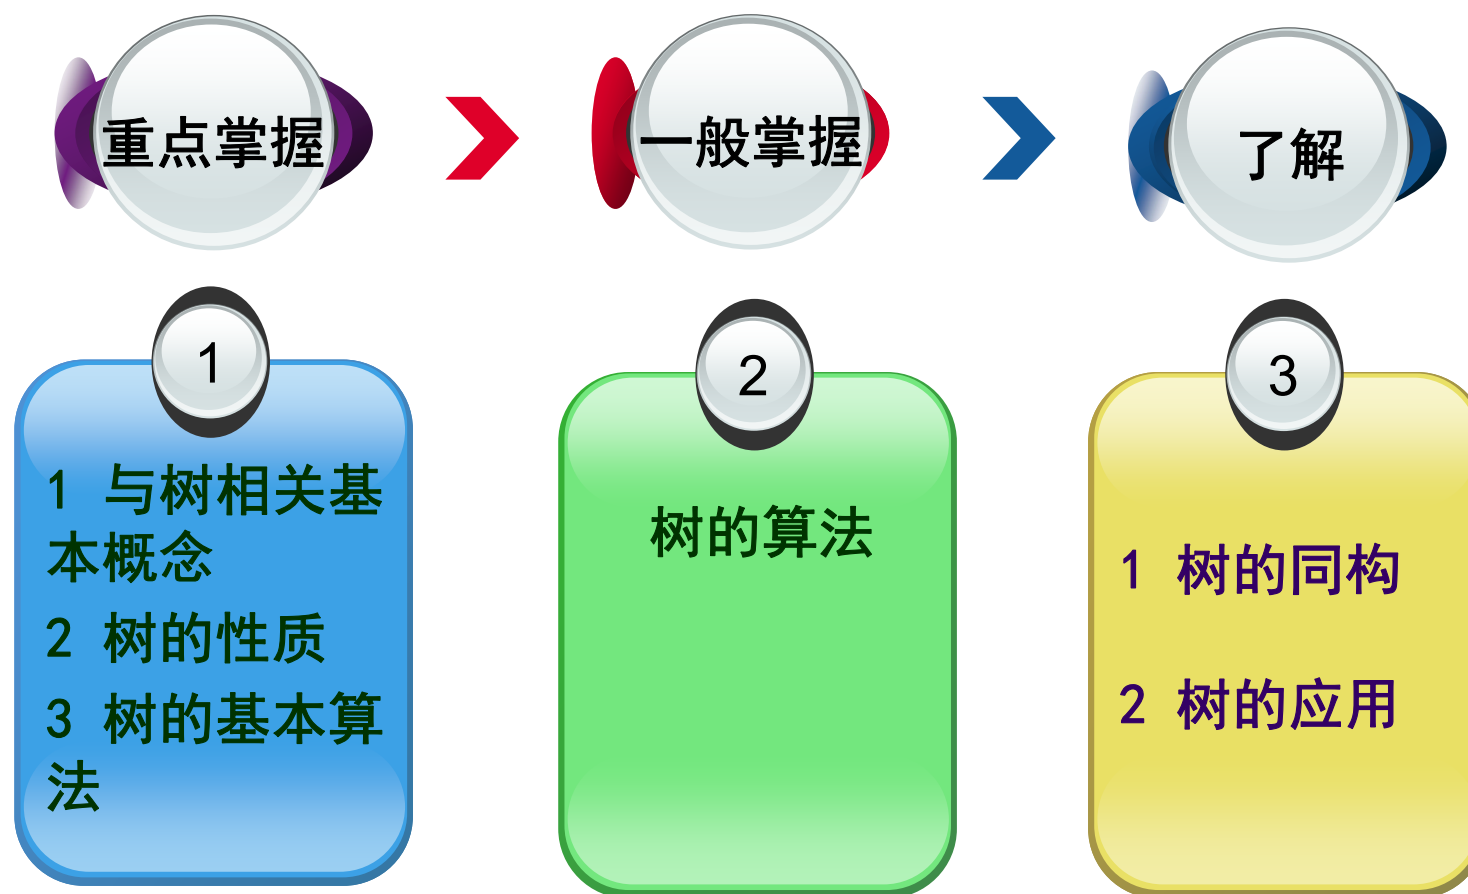 重点掌握
一般掌握
了解
1
1 与树相关基
本概念
2 树的性质
3 树的基本算
法
2
树的算法
3
1 树的同构
2 树的应用